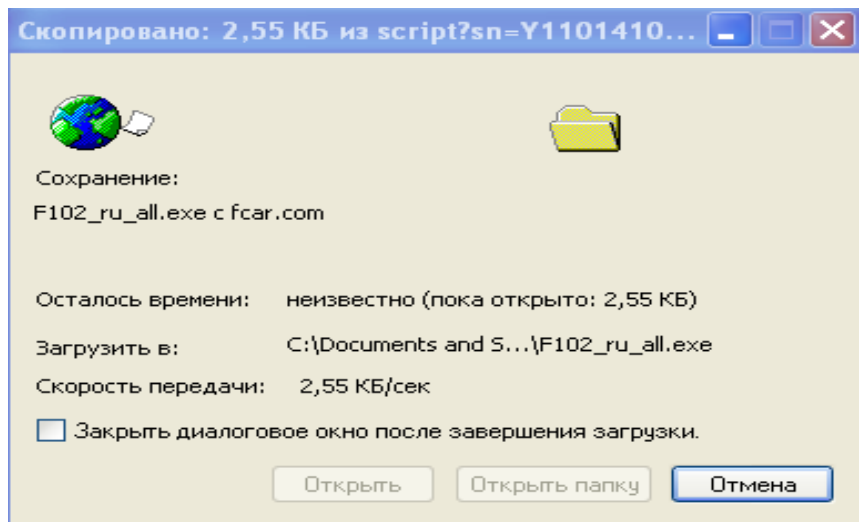 Скопировано: 2,55 КБ из script?sn=Y1101410...
Сохранение:
F102_ru_all.exe с fcar.com
Осталось времени: неизвестно (пока открыто: 2,55 КБ)
Загрузить в: C:\Documents and S...\F102_ru_all.exe
Скорость передачи: 2,55 КБ/сек
Закрыть диалоговое окно после завершения загрузки.
Открыть Открыть папку Отмена